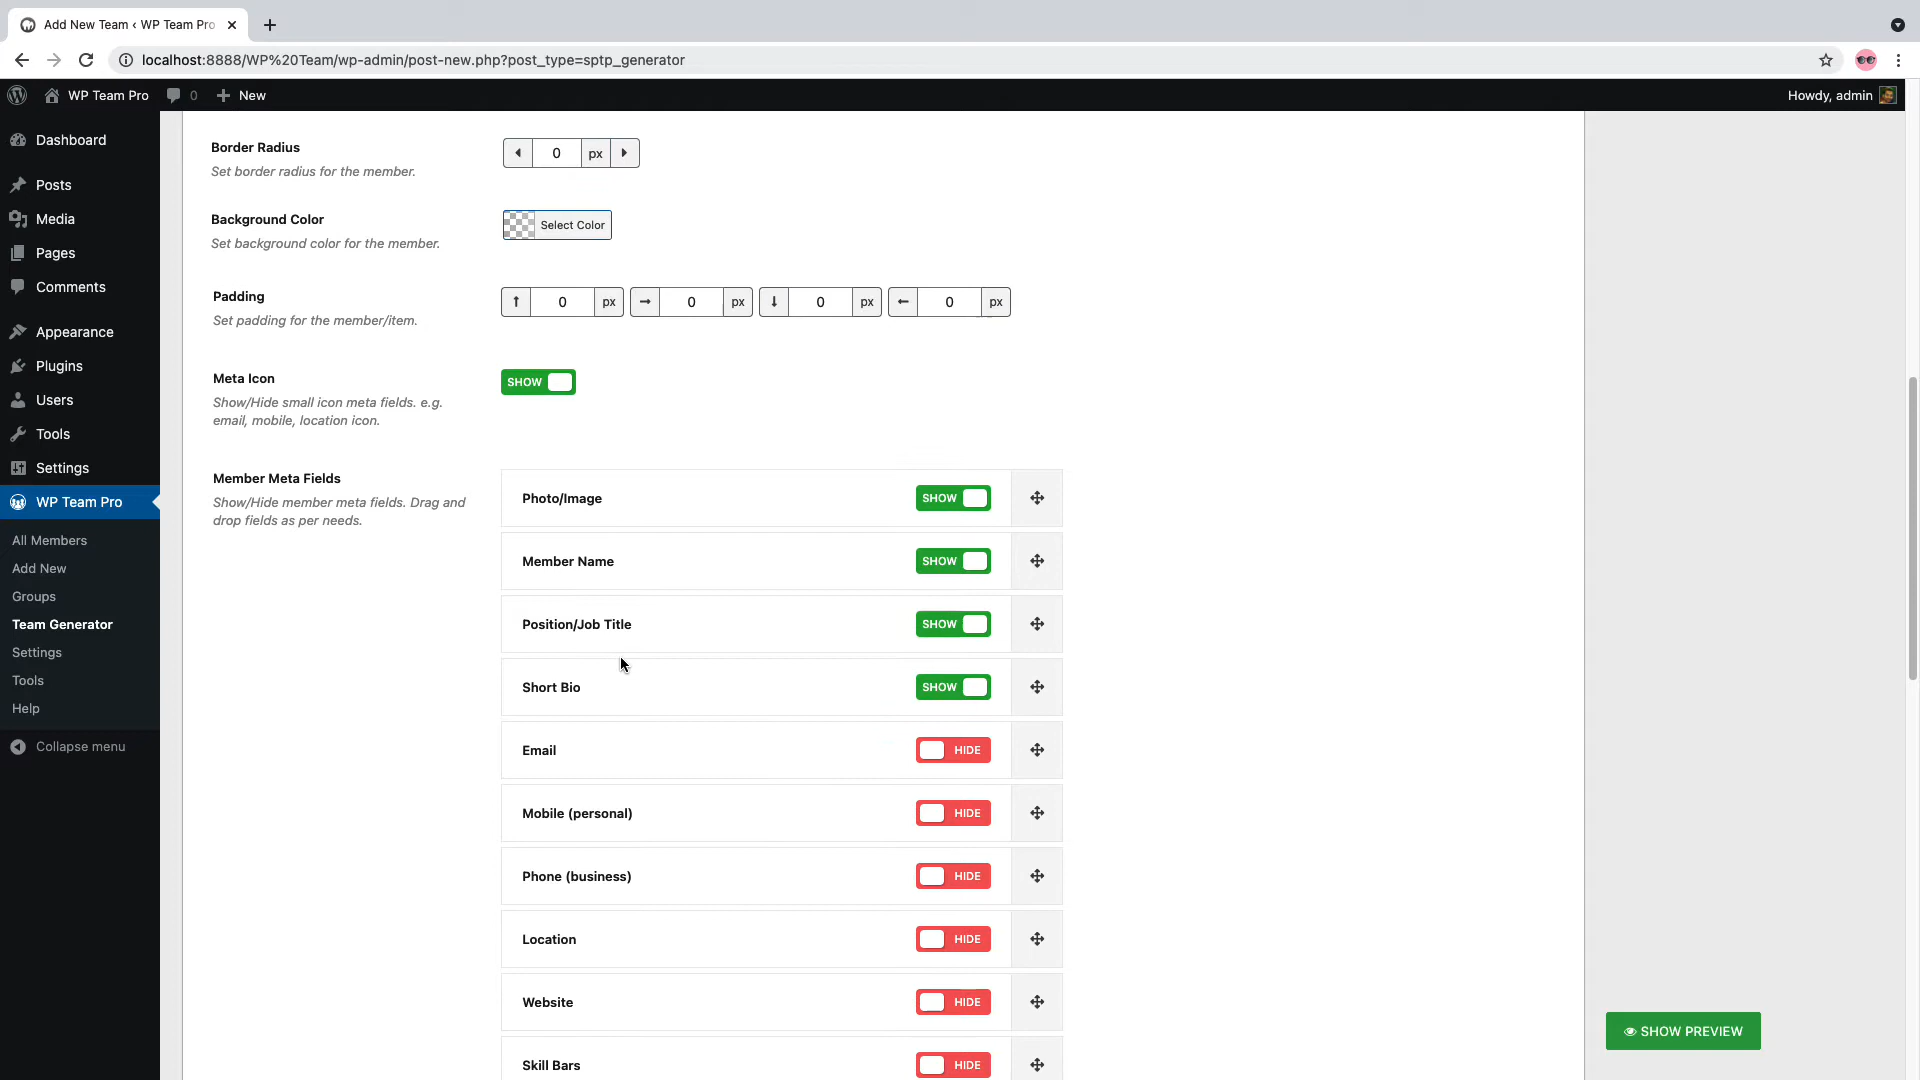 Add New Team ‹ WP Team Pro
localhost:8888/WP%20Team/wp-admin/post-new.php?post_type=sptp_generator
WP Team Pro
0
New
Howdy, admin
Dashboard
Posts
Media
Pages
Comments
Appearance
Plugins
Users
Tools
Settings
WP Team Pro
All Members
Add New
Groups
Team Generator
Settings
Tools
Help
Collapse menu
Border Radius
Set border radius for the member.
0 px
Background Color
Set background color for the member.
Select Color
Padding
Set padding for the member/item.
0 px 0 px 0 px 0 px
Meta Icon
Show/Hide small icon meta fields. e.g.
email, mobile, location icon.
SHOW
Member Meta Fields
Show/Hide member meta fields. Drag and
drop fields as per needs.
Photo/Image SHOW
Member Name SHOW
Position/Job Title SHOW
Short Bio SHOW
Email HIDE
Mobile (personal) HIDE
Phone (business) HIDE
Location HIDE
Website HIDE
Skill Bars HIDE
SHOW PREVIEW